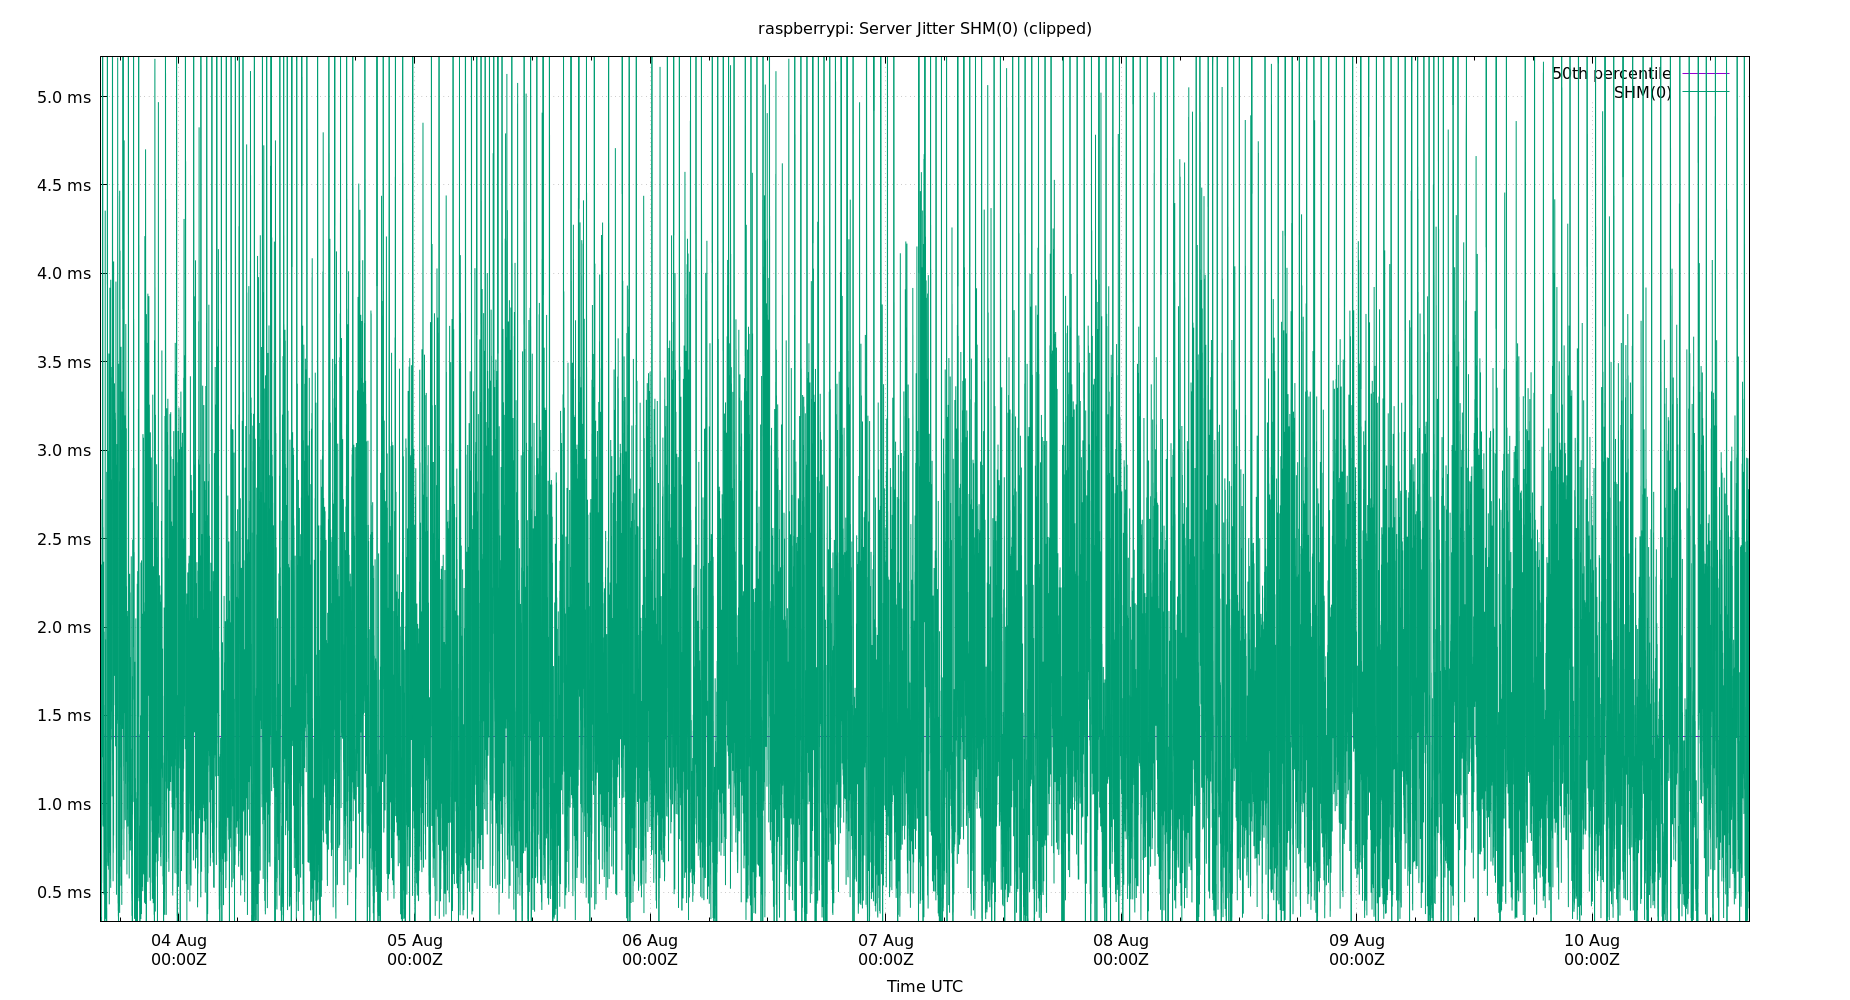 raspberrypi: Server Jitter SHM(0) (clipped)
50th percentile
SHM(0)
5.0 ms
4.5 ms
4.0 ms
3.5 ms
3.0 ms
2.5 ms
2.0 ms
1.5 ms
1.0 ms
0.5 ms
04 Aug 05 Aug 06 Aug 07 Aug 08 Aug 09 Aug 10 Aug
00:00Z 00:00Z 00:00Z 00:00Z 00:00Z 00:00Z 00:00Z
Time UTC